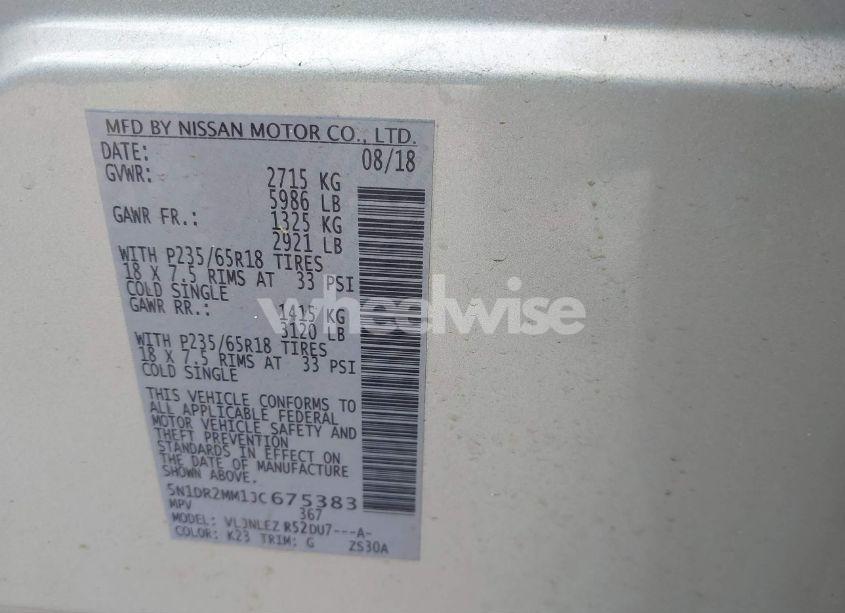 MFD BY NISSAN MOTOR CO., LTD.
DATE: 08/18
GVWR: 2715 KG
5986 LB
GAWR FR.: 1325 KG
2921 LB
WITH P235/65R18 TIRES
18 X 7.5 RIMS AT 33 PSI
COLD SINGLE
GAWR RR.: 1415 KG
3120 LB
WITH P235/65R18 TIRES
18 X 7.5 RIMS AT 33 PSI
COLD SINGLE
THIS VEHICLE CONFORMS TO
ALL APPLICABLE FEDERAL
MOTOR VEHICLE SAFETY AND
THEFT PREVENTION
STANDARDS IN EFFECT ON
THE DATE OF MANUFACTURE
SHOWN ABOVE.
5N1DR2MM1JC675383
MPV 367
MODEL: VLJNLEZ R52DU7---A-
COLOR: K23 TRIM: G ZS30A
wheelwise